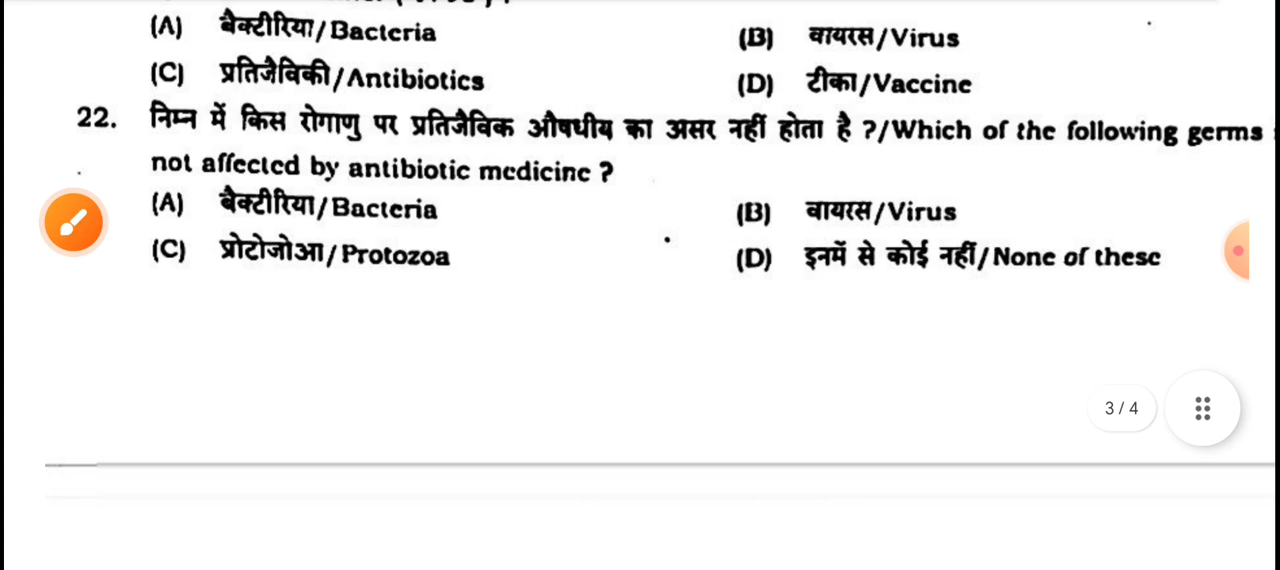 (A) बैक्टीरिया/Bacteria (B) वायरस/Virus
(C) प्रतिजैविकी/Antibiotics (D) टीका/Vaccine
22. निम्न में किस रोगाणु पर प्रतिजैविक औषधीय का असर नहीं होता है ?/Which of the following germs
not affected by antibiotic medicine ?
(A) बैक्टीरिया/Bacteria (B) वायरस/Virus
(C) प्रोटोजोआ/Protozoa (D) इनमें से कोई नहीं/None of these
3 / 4